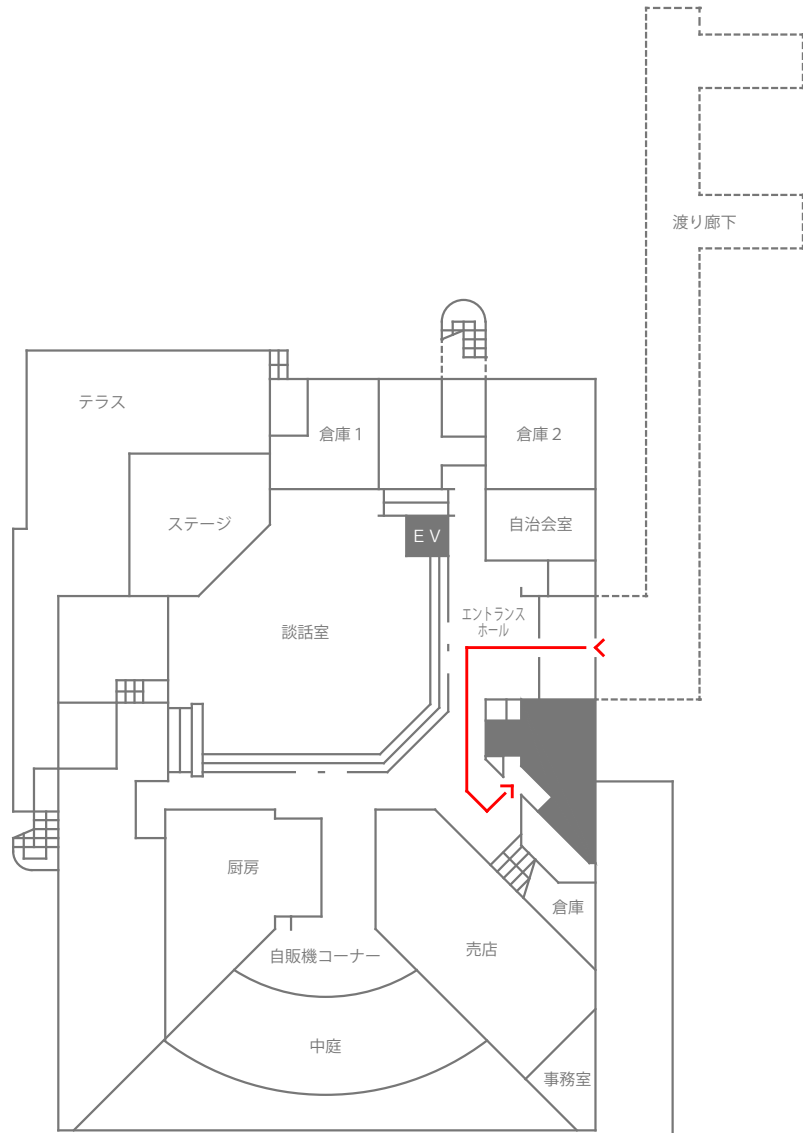 渡り廊下
テラス
倉庫1
倉庫2
ステージ
EV
自治会室
エントランス
ホール
談話室
厨房
倉庫
売店
自販機コーナー
中庭
事務室